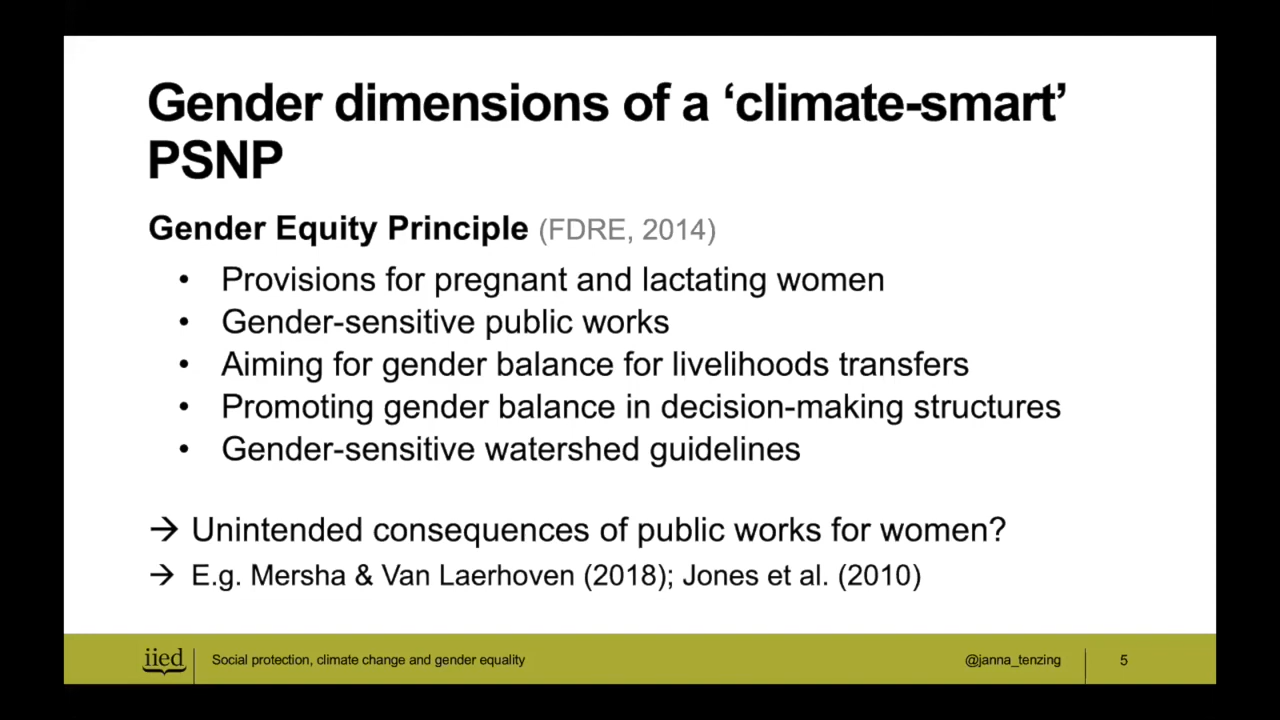 Gender dimensions of a ‘climate-smart’
PSNP
Gender Equity Principle (FDRE, 2014)
• Provisions for pregnant and lactating women
• Gender-sensitive public works
• Aiming for gender balance for livelihoods transfers
• Promoting gender balance in decision-making structures
• Gender-sensitive watershed guidelines
→ Unintended consequences of public works for women?
→ E.g. Mersha & Van Laerhoven (2018); Jones et al. (2010)
iied Social protection, climate change and gender equality @janna_tenzing 5